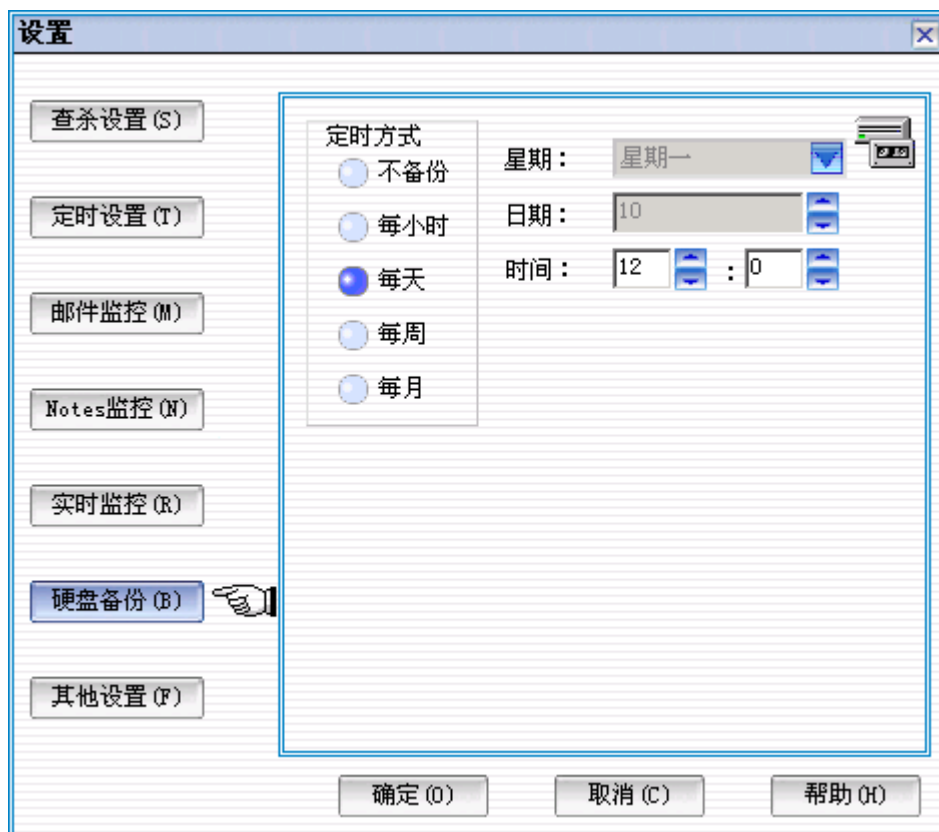 设置
查杀设置(S)
定时设置(T)
邮件监控(M)
Notes监控(N)
实时监控(R)
硬盘备份(B)
其他设置(F)
定时方式
不备份
每小时
每天
每周
每月
星期： 星期一
日期： 10
时间： 12 : 0
确定(O) 取消(C) 帮助(H)